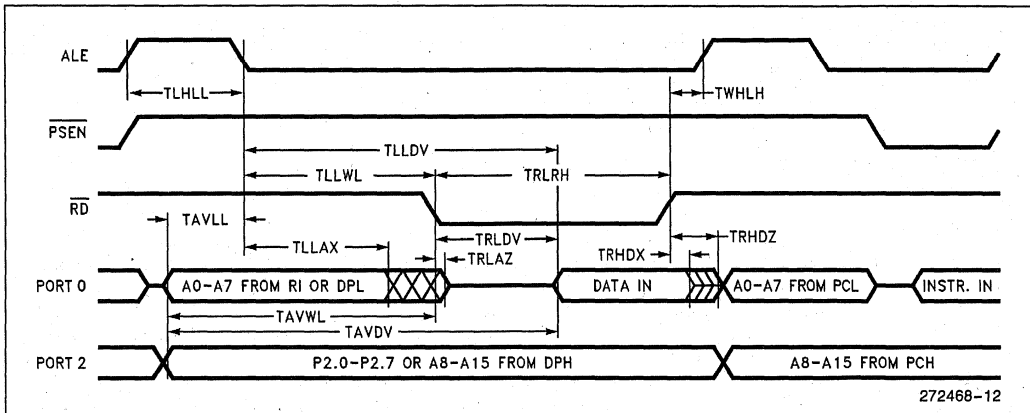 ALE
TLHLL
TWHLH
PSEN
TLLDV
TLLWL
TRLRH
RD
TAVLL
TRLDV
TRHDZ
TLLAX
TRLAZ
TRHDX
PORT 0
A0-A7 FROM RI OR DPL
DATA IN
A0-A7 FROM PCL
INSTR. IN
TAVWL
TAVDV
PORT 2
P2.0-P2.7 OR A8-A15 FROM DPH
A8-A15 FROM PCH
272468-12